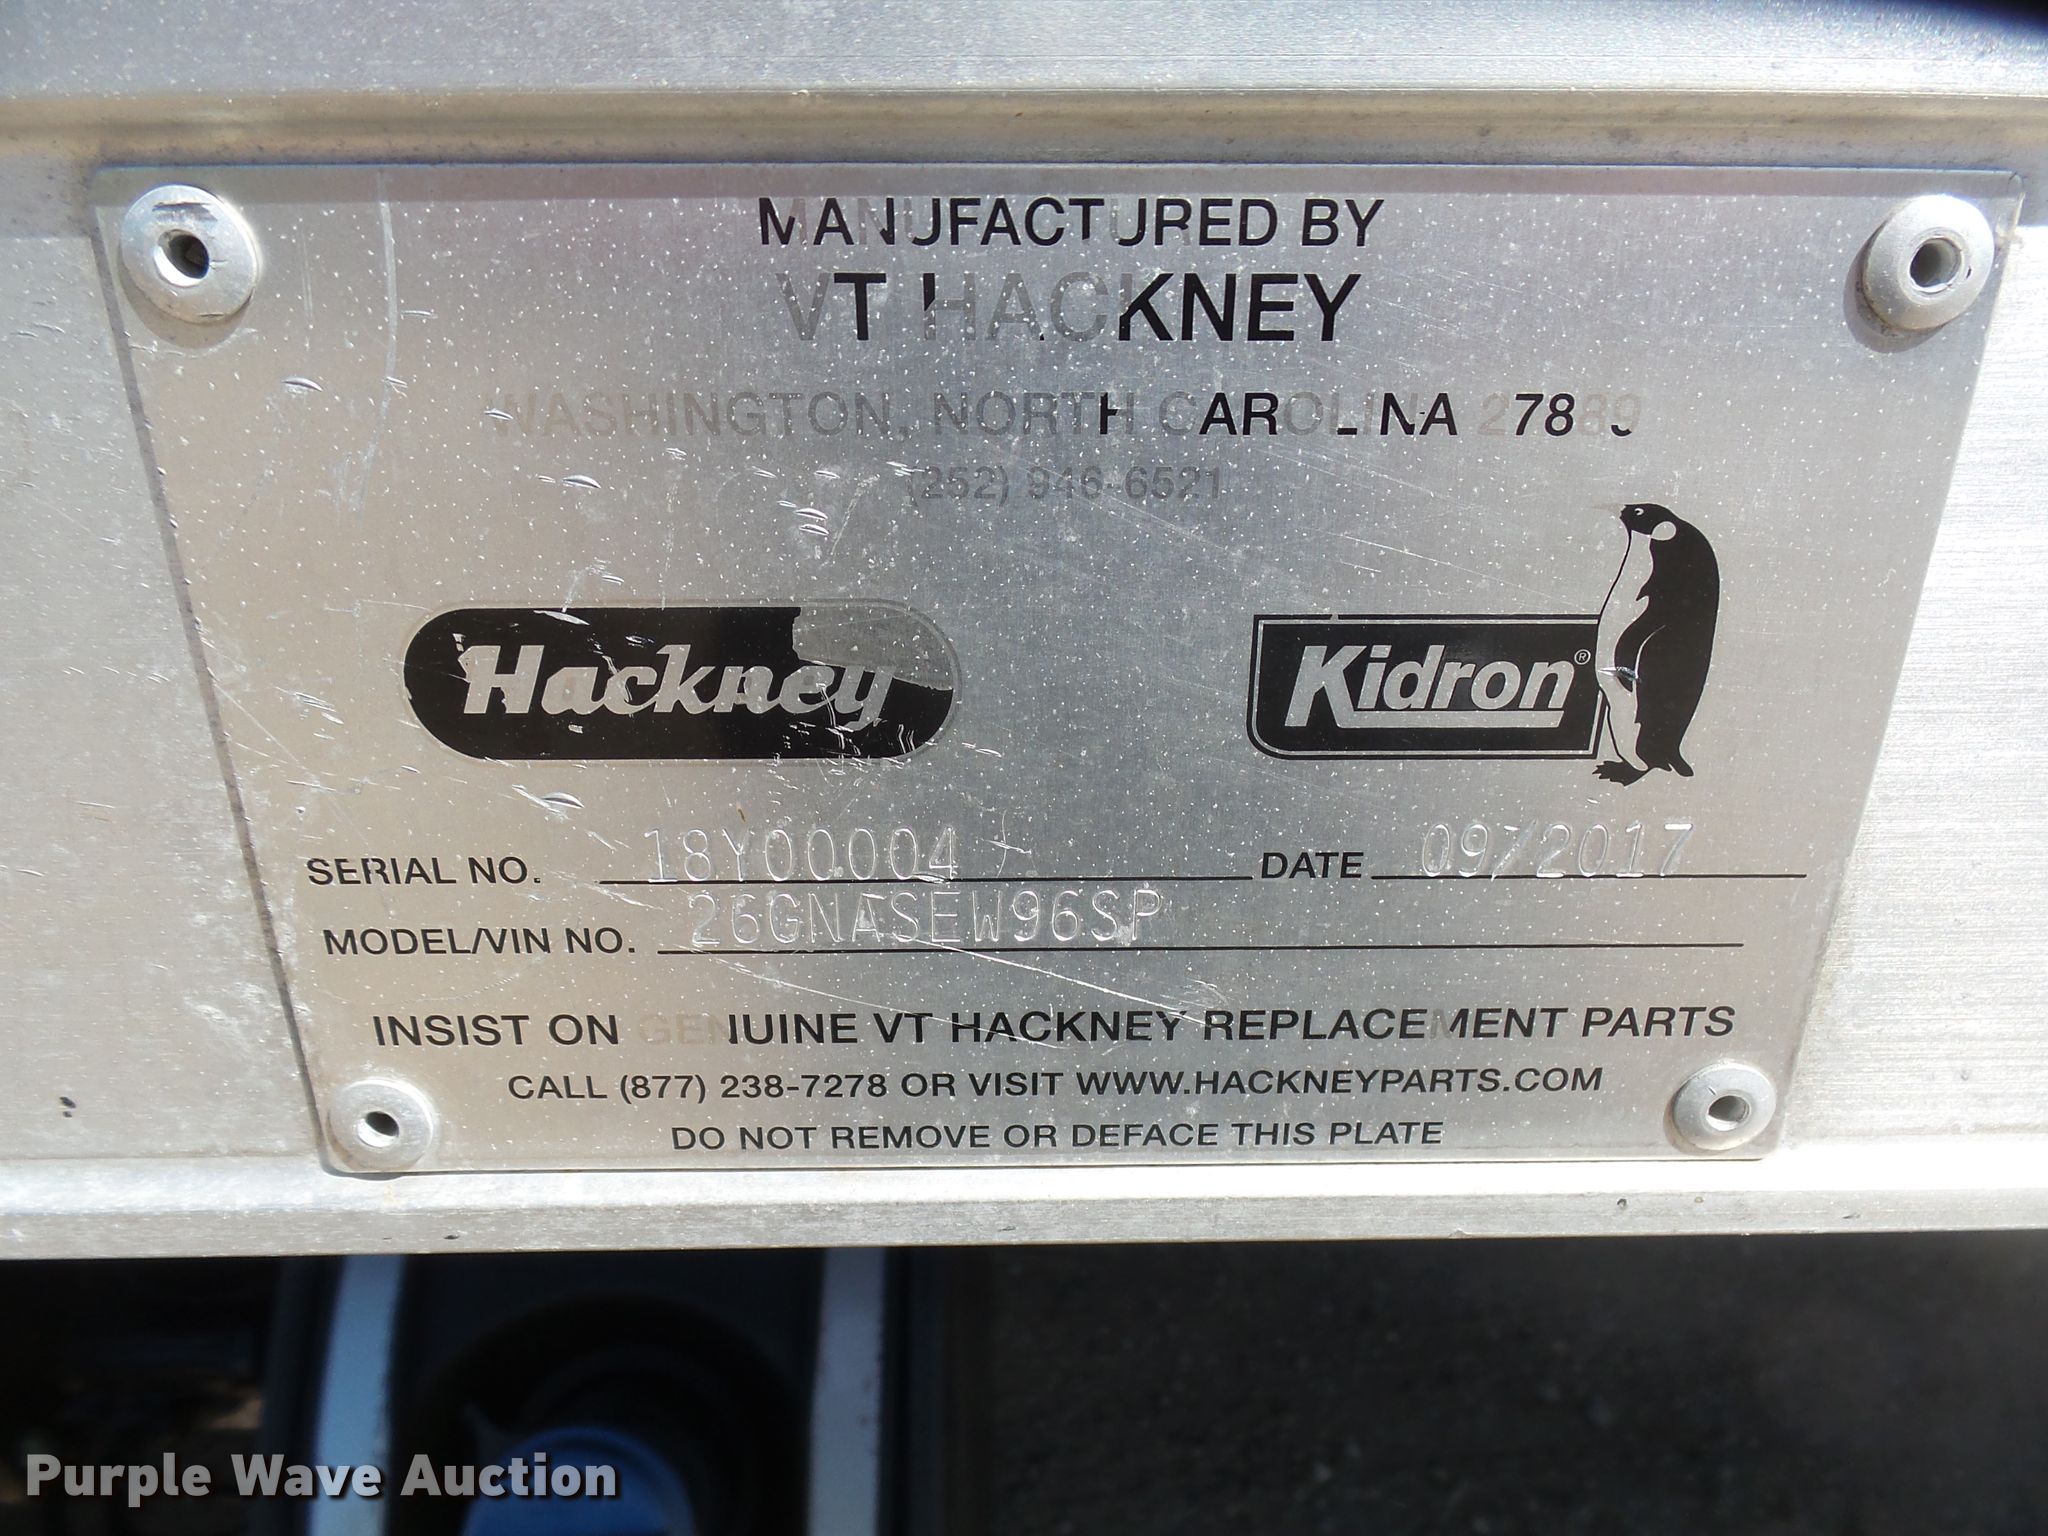 MANUFACTURED BY
VT HACKNEY
WASHINGTON, NORTH CAROLINA 27889
(252) 946-6521
Hackney
Kidron®
SERIAL NO. 18Y00004 DATE 09/2017
MODEL/VIN NO. 26GNASEW96SP
INSIST ON GENUINE VT HACKNEY REPLACEMENT PARTS
CALL (877) 238-7278 OR VISIT WWW.HACKNEYPARTS.COM
DO NOT REMOVE OR DEFACE THIS PLATE
Purple Wave Auction